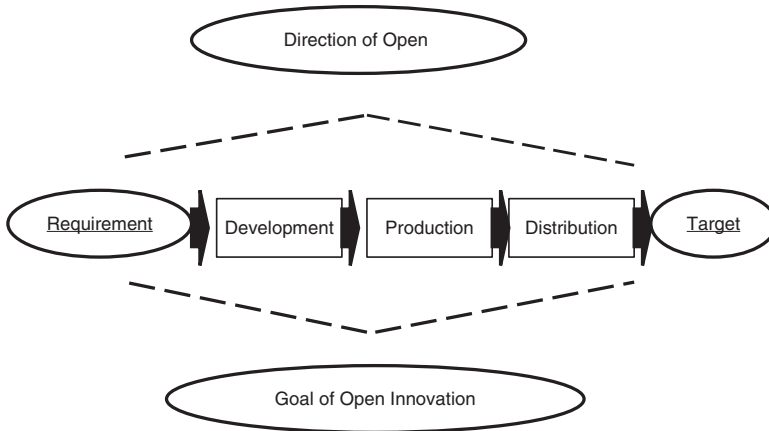 Direction of Open
Requirement
Development
Production
Distribution
Target
Goal of Open Innovation